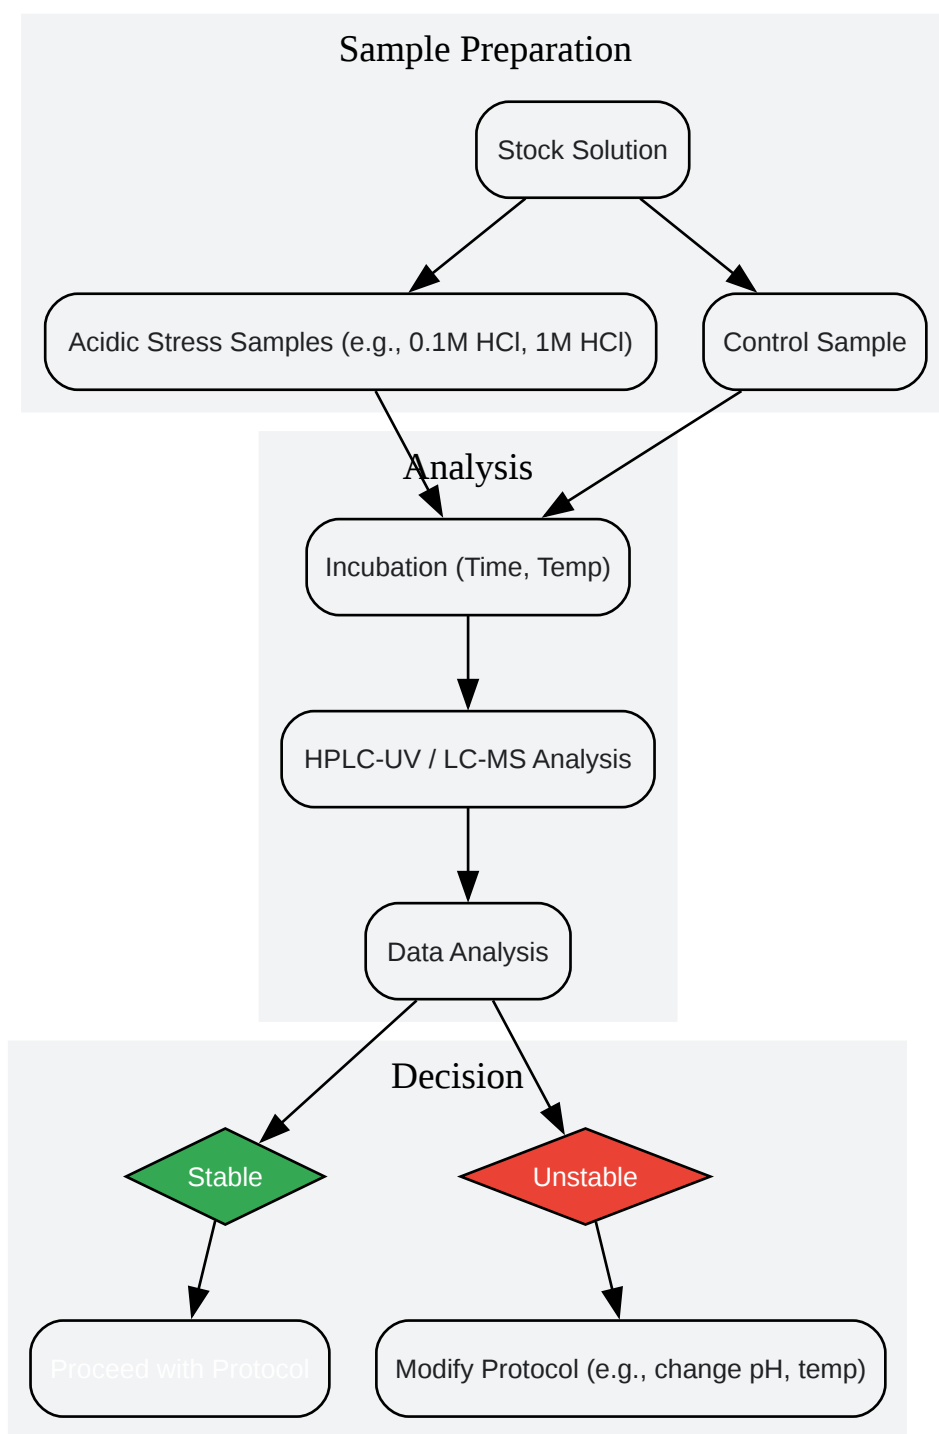 Sample Preparation
Stock Solution
Acidic Stress Samples (e.g., 0.1M HCl, 1M HCl)
Control Sample
Analysis
Incubation (Time, Temp)
HPLC-UV / LC-MS Analysis
Data Analysis
Decision
Stable
Unstable
Proceed with Protocol
Modify Protocol (e.g., change pH, temp)